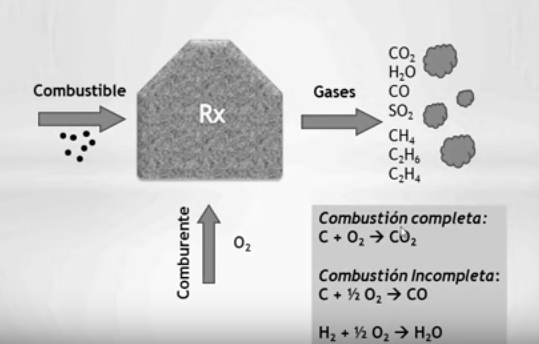 Combustible
Rx
Gases
CO₂
H₂O
CO
SO₂
CH₄
C₂H₆
C₂H₄
Comburente
O₂
Combustión completa:
C + O₂ → CO₂
Combustión Incompleta:
C + ½ O₂ → CO
H₂ + ½ O₂ → H₂O